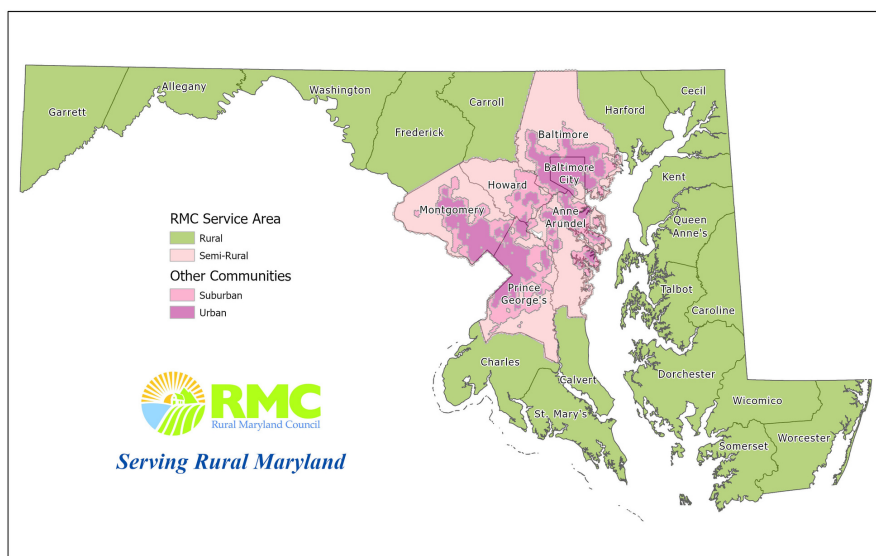 Garrett
Allegany
Washington
Frederick
Carroll
Baltimore
Harford
Cecil
Baltimore
City
Kent
Howard
Montgomery
Anne
Arundel
Queen
Anne's
Prince
George's
Talbot
Caroline
Charles
Calvert
St. Mary's
Dorchester
Wicomico
Somerset
Worcester
RMC Service Area
Rural
Semi-Rural
Other Communities
Suburban
Urban
RMC
Rural Maryland Council
Serving Rural Maryland